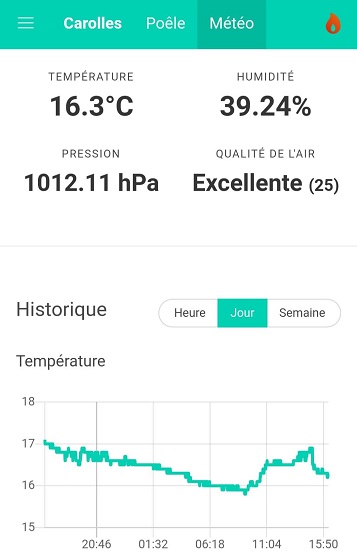 Carolles Poêle Météo
TEMPÉRATURE HUMIDITÉ
16.3°C 39.24%
PRESSION QUALITÉ DE L'AIR
1012.11 hPa Excellente (25)
Historique Heure Jour Semaine
Température
18
17
16
15
20:46 01:32 06:18 11:04 15:50